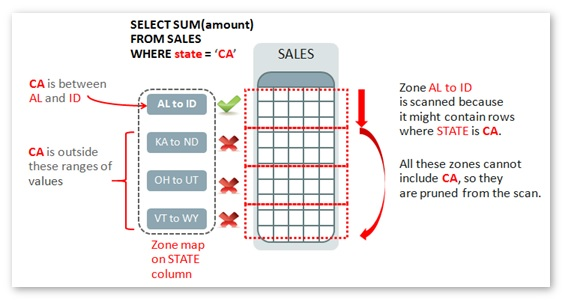 SELECT SUM(amount)
FROM SALES
WHERE state = ‘CA’
SALES
CA is between
AL and ID
AL to ID
KA to ND
OH to UT
VT to WY
CA is outside
these ranges of
values
Zone map
on STATE
column
Zone AL to ID
is scanned because
it might contain rows
where STATE is CA.
All these zones cannot
include CA, so they
are pruned from the scan.